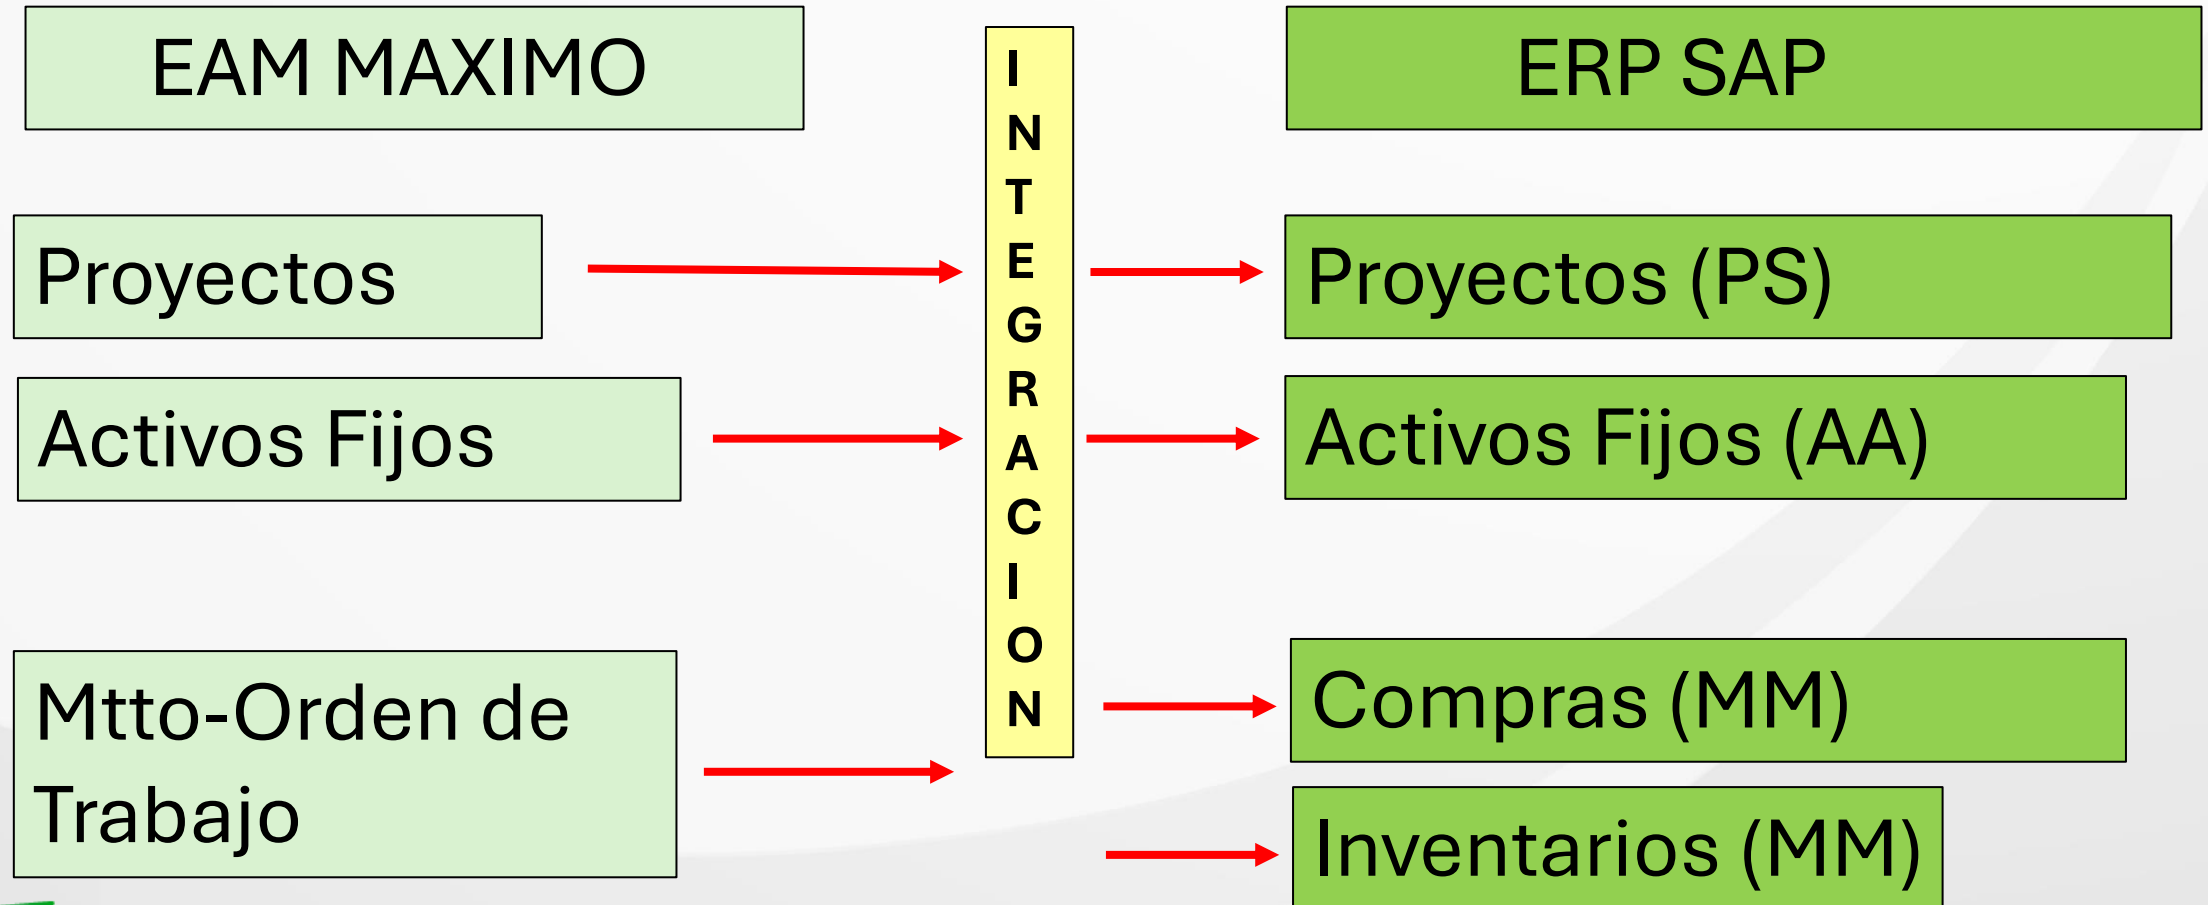 EAM MAXIMO
ERP SAP
INTEGRACION
Proyectos
Proyectos (PS)
Activos Fijos
Activos Fijos (AA)
Mtto-Orden de
Trabajo
Compras (MM)
Inventarios (MM)